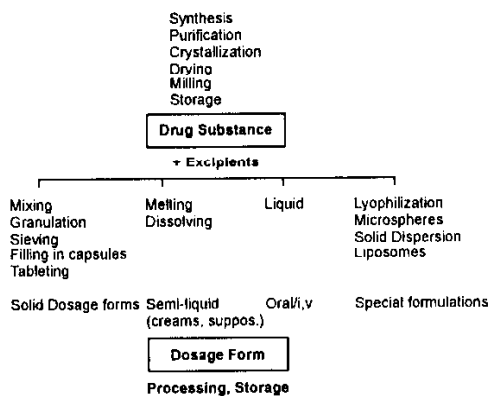 Synthesis
Purification
Crystallization
Drying
Milling
Storage
Drug Substance
+ Excipients
Mixing
Granulation
Sieving
Filling in capsules
Tableting
Melting
Dissolving
Liquid
Lyophilization
Microspheres
Solid Dispersion
Liposomes
Solid Dosage forms
Semi-liquid
(creams, suppos.)
Oral/i,v
Special formulations
Dosage Form
Processing, Storage